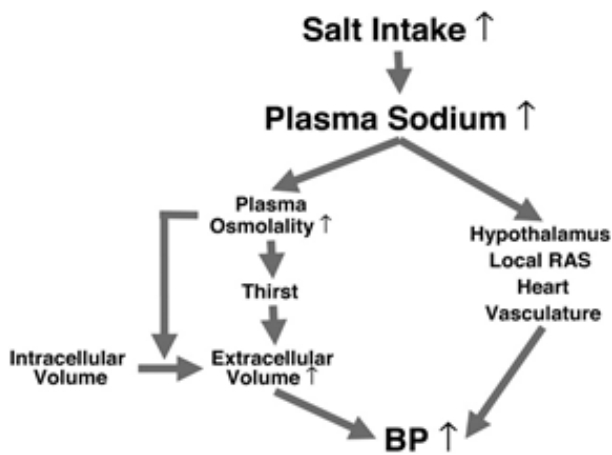 Salt Intake ↑
Plasma Sodium ↑
Plasma
Osmolality ↑
Hypothalamus
Local RAS
Heart
Vasculature
Thirst
Intracellular
Volume
Extracellular
Volume ↑
BP ↑